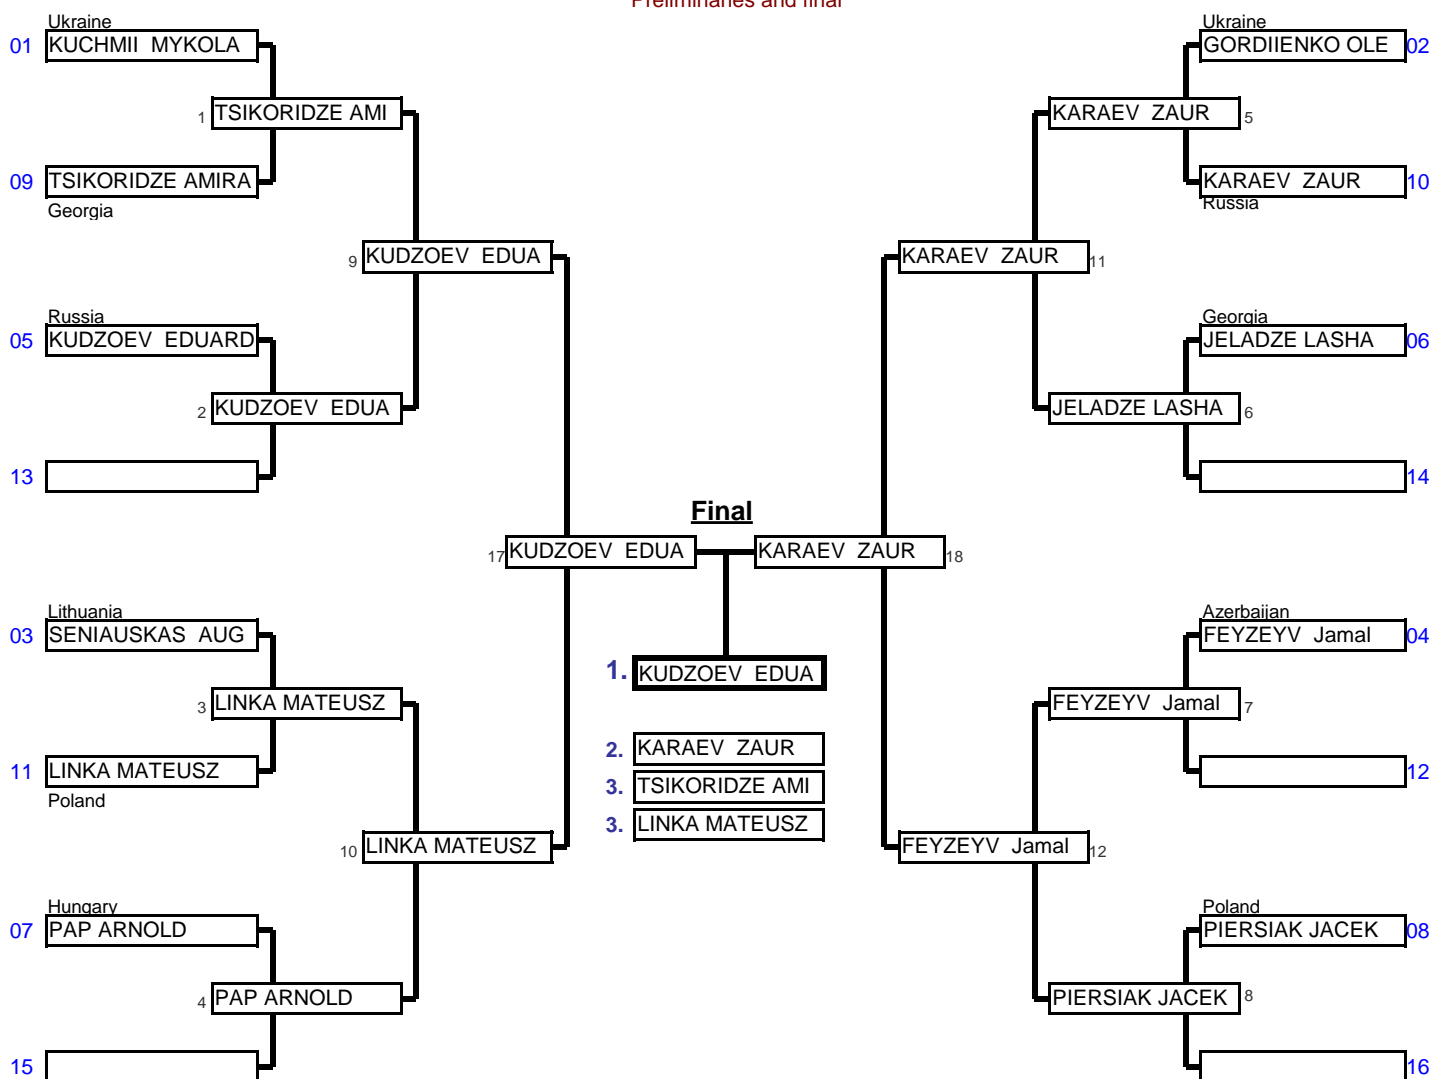 Preliminaries and final
Ukraine
01 KUCHMII MYKOLA
1 TSIKORIDZE AMI
09 TSIKORIDZE AMIRA
Georgia
9 KUDZOEV EDUA
Russia
05 KUDZOEV EDUARD
2 KUDZOEV EDUA
13
17 KUDZOEV EDUA
Lithuania
03 SENIAUSKAS AUG
3 LINKA MATEUSZ
11 LINKA MATEUSZ
Poland
10 LINKA MATEUSZ
Hungary
07 PAP ARNOLD
4 PAP ARNOLD
15
Final
1. KUDZOEV EDUA
2. KARAEV ZAUR
3. TSIKORIDZE AMI
3. LINKA MATEUSZ
Ukraine
GORDIIENKO OLE 02
KARAEV ZAUR 5
KARAEV ZAUR 10
Russia
KARAEV ZAUR 11
Georgia
JELADZE LASHA 06
JELADZE LASHA 6
14
KARAEV ZAUR 18
Azerbaijan
FEYZEYV Jamal 04
FEYZEYV Jamal 7
12
FEYZEYV Jamal 12
Poland
PIERSIAK JACEK 08
PIERSIAK JACEK 8
16